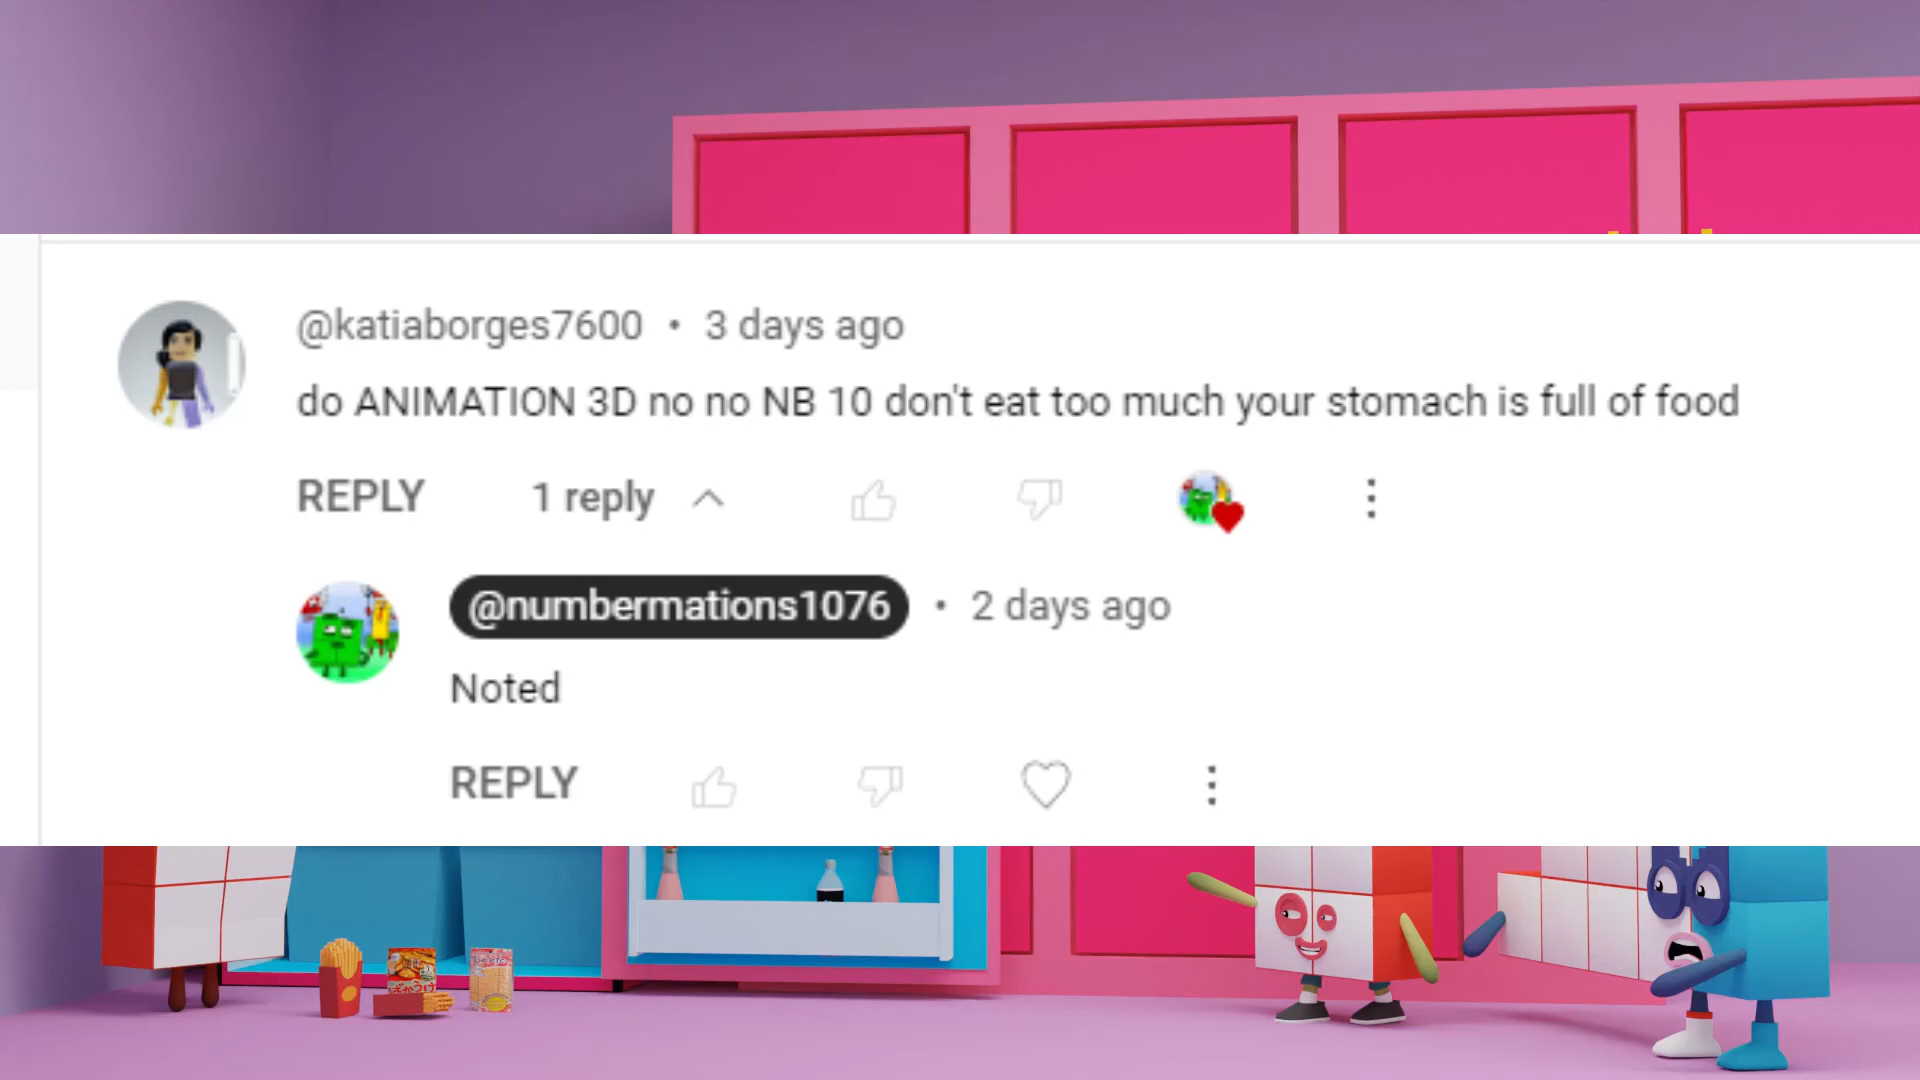 @katiaborges7600 • 3 days ago
do ANIMATION 3D no no NB 10 don't eat too much your stomach is full of food
REPLY 1 reply
@numbermations1076 • 2 days ago
Noted
REPLY